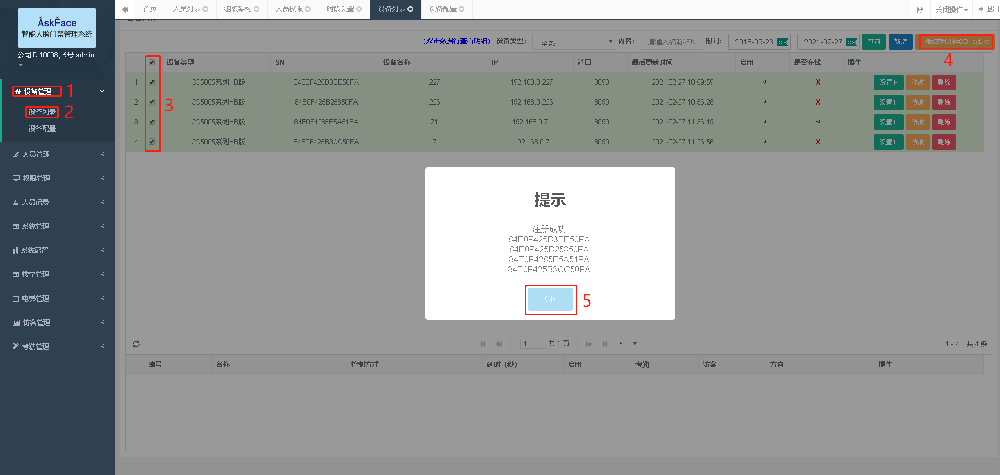 首页 人员列表 组织架构 人员权限 时段设置 设备列表 设备配置 关闭操作 退出
AskFace
智能人脸门禁管理系统
公司ID:10008,帐号:admin
设备管理 1
设备列表 2
设备配置
人员管理
权限管理
人员记录
系统管理
系统配置
楼宇管理
电梯管理
访客管理
考勤管理
(双击数据行查看明细) 设备类型: 全部 内容: 请输入名称\SN 时间: 2018-09-23 - 2021-02-27 查询 新增 下载密钥文件CDKeyList
4
设备类型 SN 设备名称 IP 端口 最后更新时间 启用 是否在线 操作
1 CD5005系列HB版 84E0F425B3EE50FA 227 192.168.0.227 8090 2021-02-27 10:59:59 √ X 设置IP 修改 删除
2 CD5005系列HB版 84E0F425B25850FA 226 192.168.0.226 8090 2021-02-27 10:56:28 √ X 设置IP 修改 删除
3
3 CD5005系列HB版 84E0F4285E5A51FA 71 192.168.0.71 8090 2021-02-27 11:36:19 √ √ 设置IP 修改 删除
4 CD5005系列HB版 84E0F425B3CC50FA 7 192.168.0.7 8090 2021-02-27 11:26:56 √ X 设置IP 修改 删除
提示
注册成功
84E0F425B3EE50FA
84E0F425B25850FA
84E0F4285E5A51FA
84E0F425B3CC50FA
OK 5
1 共 1 页 5 1 - 4 共 4 条
编号 名称 控制方式 延时（秒） 启用 考勤 访客 方向 操作